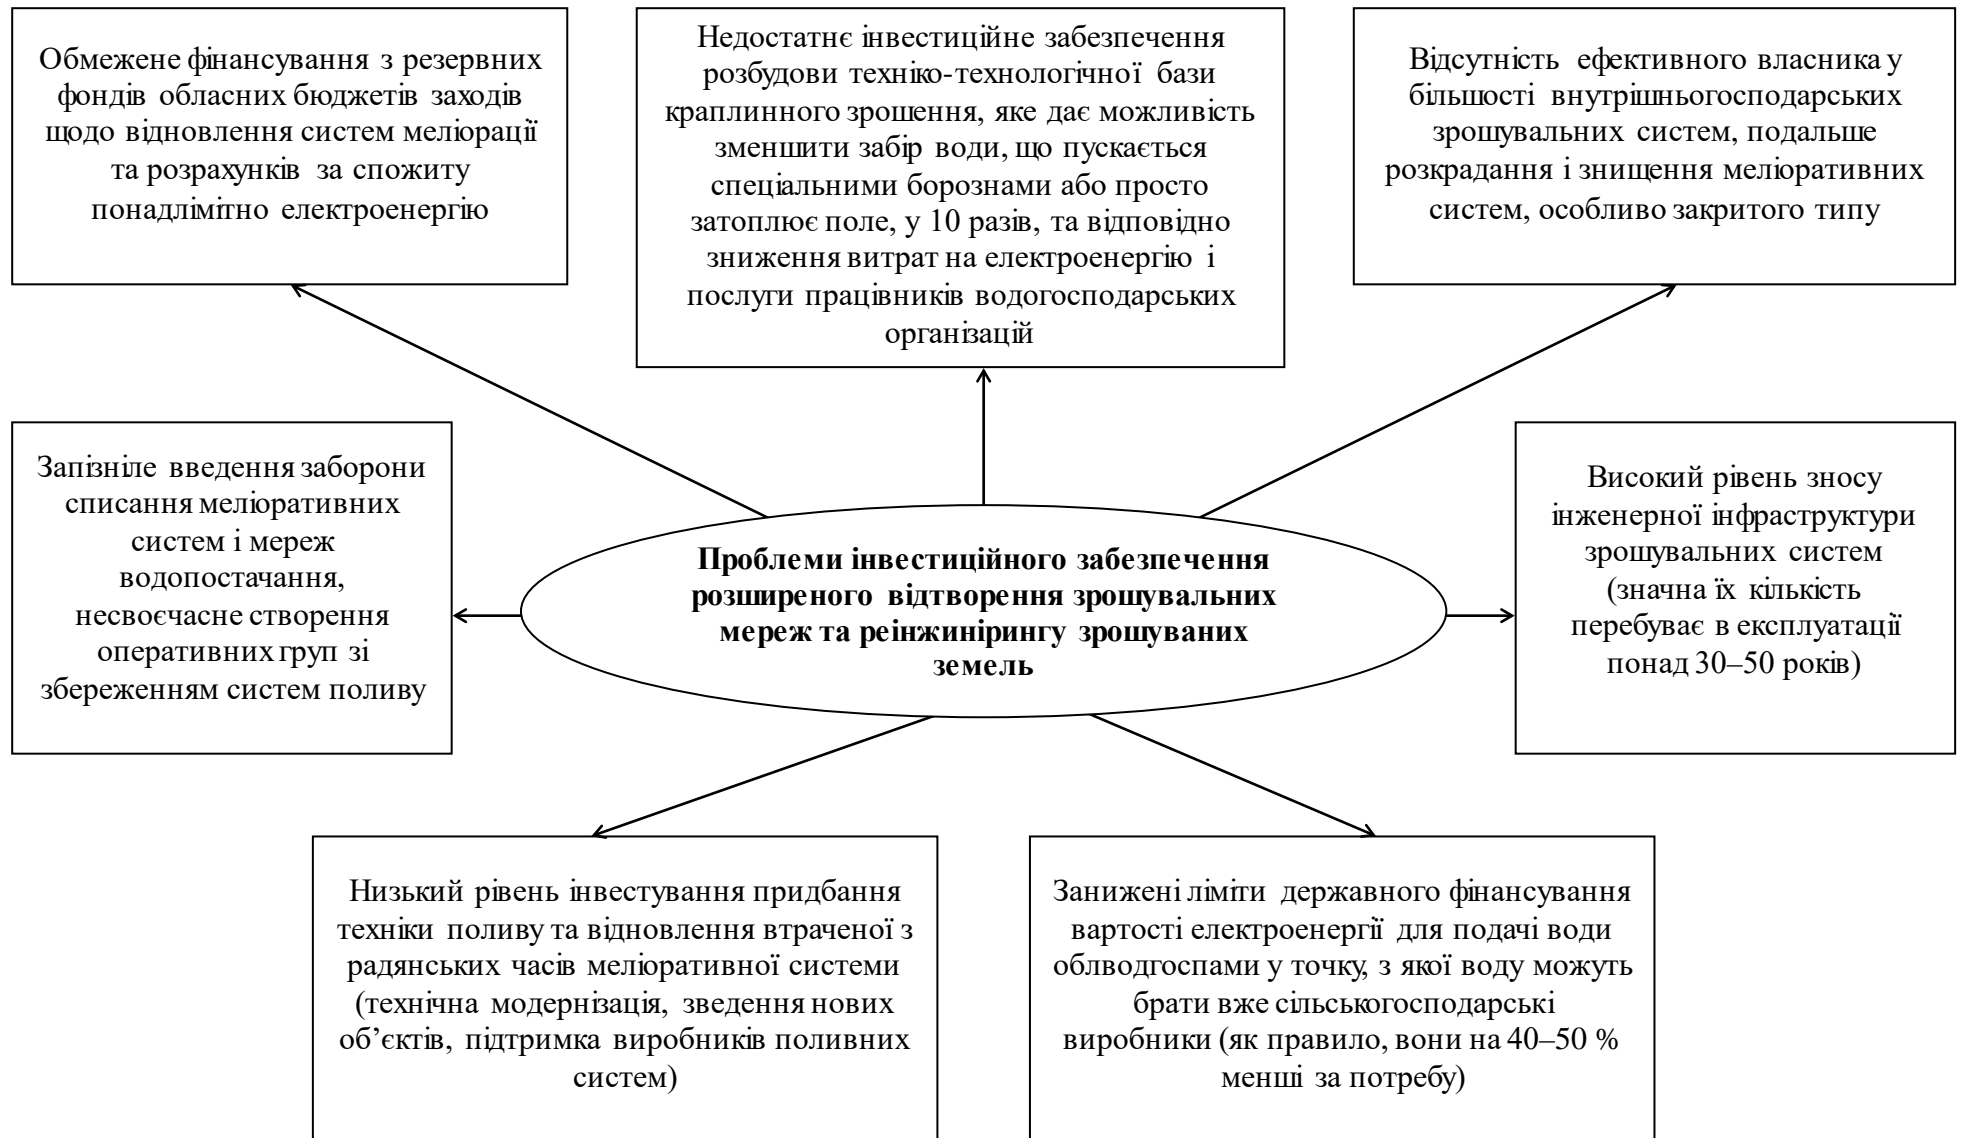 Обмежене фінансування з резервних
фондів обласних бюджетів заходів
щодо відновлення систем меліорації
та розрахунків за спожиту
понадлімітно електроенергію
Недостатнє інвестиційне забезпечення
розбудови техніко-технологічної бази
краплинного зрошення, яке дає можливість
зменшити забір води, що пускається
спеціальними борознами або просто
затоплює поле, у 10 разів, та відповідно
зниження витрат на електроенергію і
послуги працівників водогосподарських
організацій
Відсутність ефективного власника у
більшості внутрішньогосподарських
зрошувальних систем, подальше
розкрадання і знищення меліоративних
систем, особливо закритого типу
Запізніле введення заборони
списання меліоративних
систем і мереж
водопостачання,
несвоєчасне створення
оперативних груп зі
збереженням систем поливу
Проблеми інвестиційного забезпечення
розширеного відтворення зрошувальних
мереж та реінжинірингу зрошуваних
земель
Високий рівень зносу
інженерної інфраструктури
зрошувальних систем
(значна їх кількість
перебуває в експлуатації
понад 30–50 років)
Низький рівень інвестування придбання
техніки поливу та відновлення втраченої з
радянських часів меліоративної системи
(технічна модернізація, зведення нових
об’єктів, підтримка виробників поливних
систем)
Занижені ліміти державного фінансування
вартості електроенергії для подачі води
облводгоспами у точку, з якої воду можуть
брати вже сільськогосподарські
виробники (як правило, вони на 40–50 %
менші за потребу)